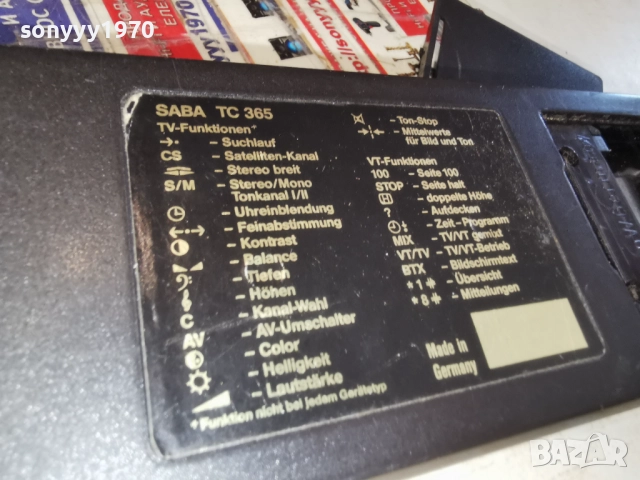 sonyyy1970
SABA TC 365
TV-Funktionen+
- Suchlauf
CS - Satelliten-Kanal
- Stereo breit
S/M - Stereo/Mono
Tonkanal I/II
- Uhreinblendung
- Feinabstimmung
- Kontrast
- Balance
- Tiefen
- Höhen
C - Kanal-Wahl
AV - AV-Umschalter
- Color
- Helligkeit
- Lautstärke
+Funktion nicht bei jedem Gerätetyp
- Ton-Stop
- Mittelwerte
für Bild und Ton
VT-Funktionen
100 - Seite 100
STOP - Seite halt
- doppelte Höhe
? - Aufdecken
- Zeit-Programm
MIX - TV/VT gemixt
VT/TV - TV/VT-Betrieb
BTX - Bildschirmtext
* 1 # - Übersicht
* 8 # - Mitteilungen
Made in
Germany
BAZAR